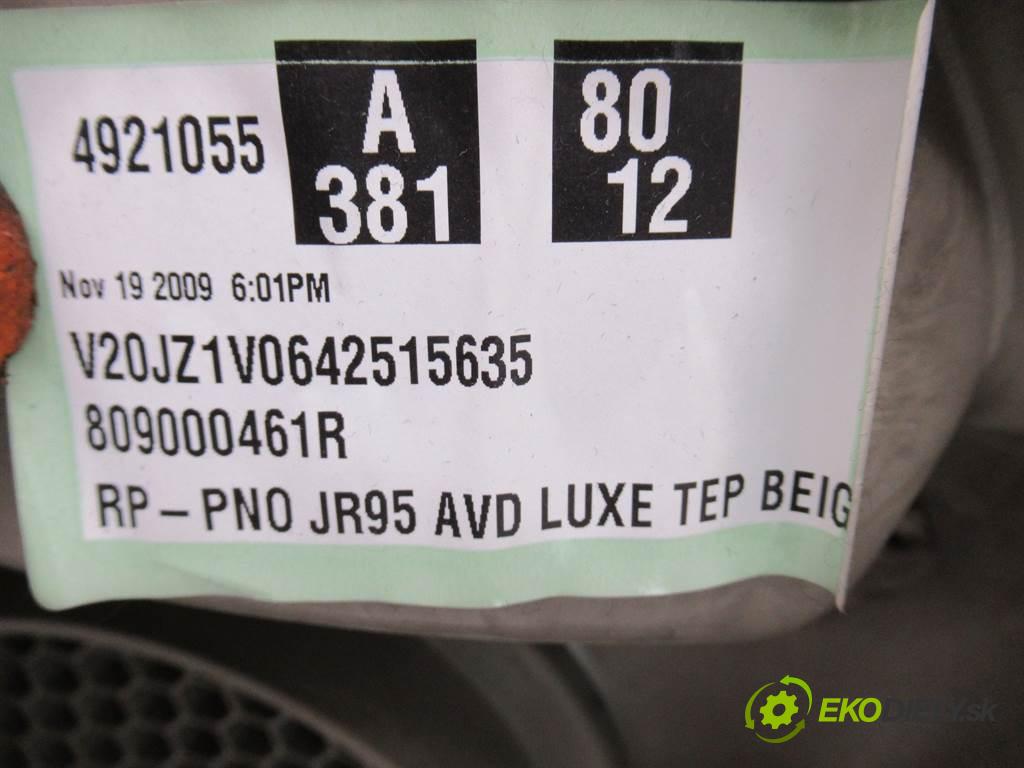 4921055
A
381
80
12
Nov 19 2009 6:01PM
V20JZ1V0642515635
809000461R
RP-PNO JR95 AVD LUXE TEP BEIG
EKODIELY.sk